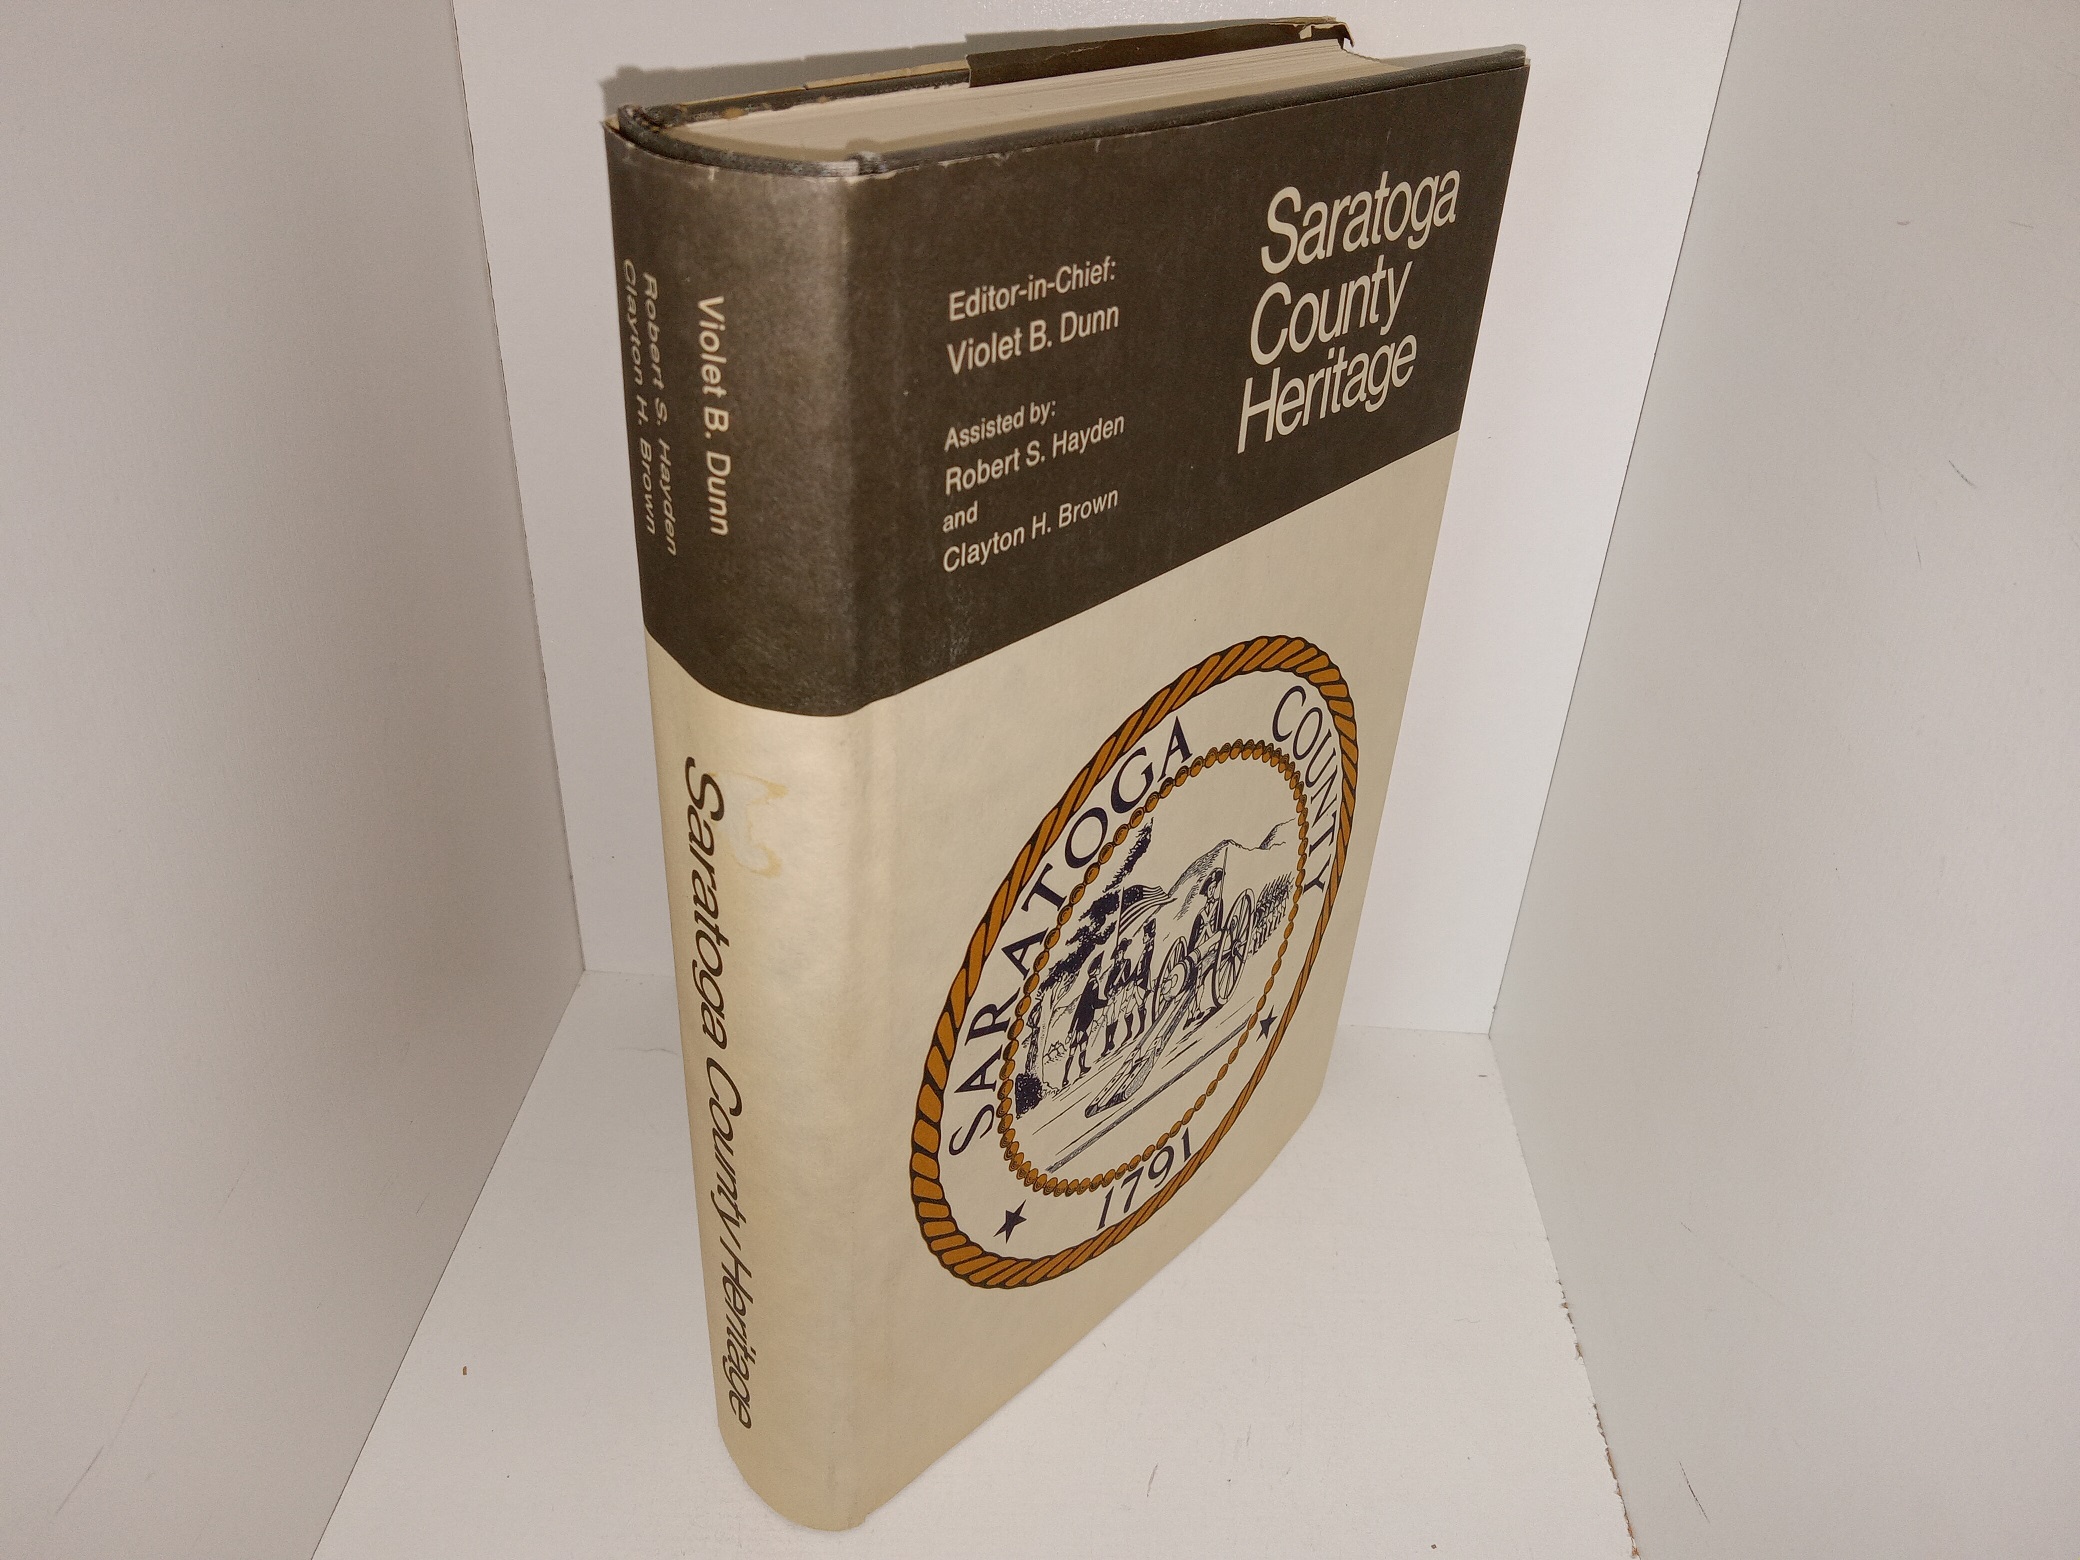 Saratoga
County
Heritage
Editor-in-Chief:
Violet B. Dunn
Assisted by:
Robert S. Hayden
and
Clayton H. Brown
SARATOGA COUNTY
1791
Violet B. Dunn
Robert S. Hayden
Clayton H. Brown
Saratoga County Heritage